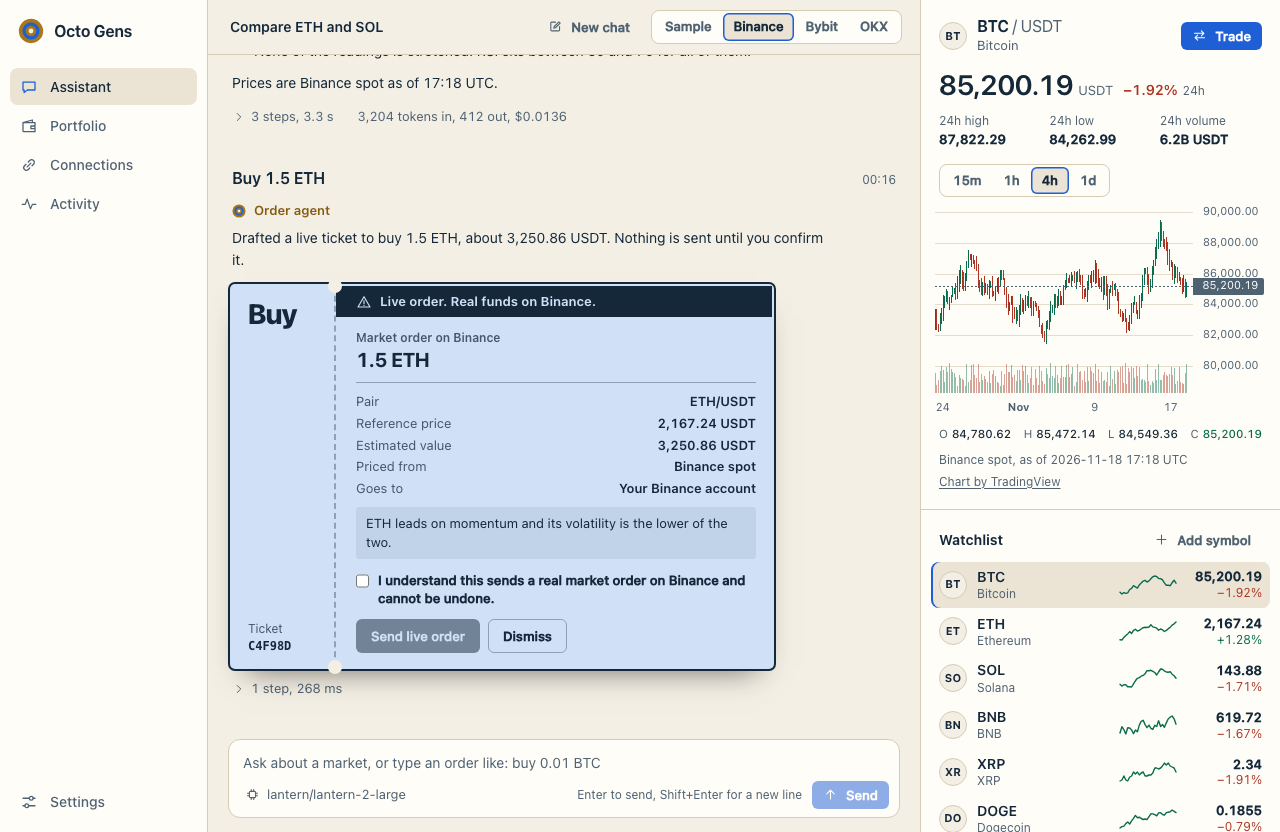 Octo Gens
Assistant
Portfolio
Connections
Activity
Settings
Compare ETH and SOL
New chat
Sample
Binance
Bybit
OKX
Prices are Binance spot as of 17:18 UTC.
3 steps, 3.3 s
3,204 tokens in, 412 out, $0.0136
Buy 1.5 ETH
00:16
Order agent
Drafted a live ticket to buy 1.5 ETH, about 3,250.86 USDT. Nothing is sent until you confirm
it.
Buy
Ticket
C4F98D
Live order. Real funds on Binance.
Market order on Binance
1.5 ETH
Pair ETH/USDT
Reference price 2,167.24 USDT
Estimated value 3,250.86 USDT
Priced from Binance spot
Goes to Your Binance account
ETH leads on momentum and its volatility is the lower of the
two.
I understand this sends a real market order on Binance and
cannot be undone.
Send live order
Dismiss
1 step, 268 ms
Ask about a market, or type an order like: buy 0.01 BTC
lantern/lantern-2-large
Enter to send, Shift+Enter for a new line
Send
BT
BTC / USDT
Bitcoin
Trade
85,200.19 USDT −1.92% 24h
24h high 24h low 24h volume
87,822.29 84,262.99 6.2B USDT
15m 1h 4h 1d
90,000.00
88,000.00
86,000.00
85,200.19
84,000.00
82,000.00
80,000.00
24 Nov 9 17
O 84,780.62 H 85,472.14 L 84,549.36 C 85,200.19
Binance spot, as of 2026-11-18 17:18 UTC
Chart by TradingView
Watchlist
Add symbol
BT BTC 85,200.19
Bitcoin −1.92%
ET ETH 2,167.24
Ethereum +1.28%
SO SOL 143.88
Solana −1.71%
BN BNB 619.72
BNB −1.67%
XR XRP 2.34
XRP −1.91%
DO DOGE 0.1855
Dogecoin −0.79%